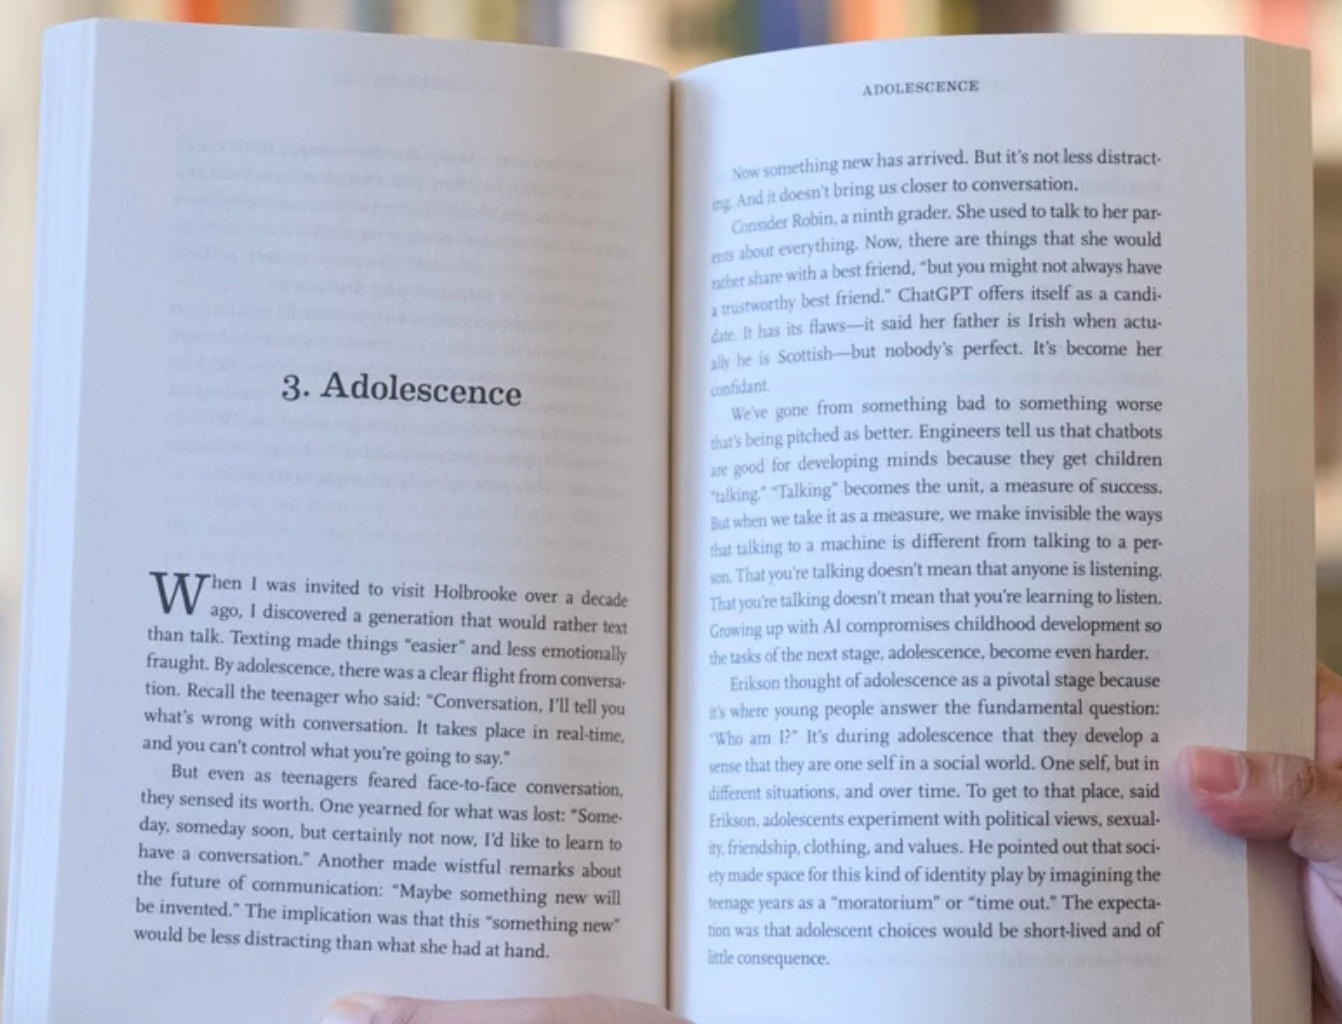 3. Adolescence
When I was invited to visit Holbrooke over a decade
ago, I discovered a generation that would rather text
than talk. Texting made things “easier” and less emotionally
fraught. By adolescence, there was a clear flight from conversa-
tion. Recall the teenager who said: “Conversation, I’ll tell you
what’s wrong with conversation. It takes place in real-time,
and you can’t control what you’re going to say.”
But even as teenagers feared face-to-face conversation,
they sensed its worth. One yearned for what was lost: “Some-
day, someday soon, but certainly not now, I’d like to learn to
have a conversation.” Another made wistful remarks about
the future of communication: “Maybe something new will
be invented.” The implication was that this “something new”
would be less distracting than what she had at hand.
ADOLESCENCE
Now something new has arrived. But it’s not less distract-
ing. And it doesn’t bring us closer to conversation.
Consider Robin, a ninth grader. She used to talk to her par-
ents about everything. Now, there are things that she would
rather share with a best friend, “but you might not always have
a trustworthy best friend.” ChatGPT offers itself as a candi-
date. It has its flaws—it said her father is Irish when actu-
ally he is Scottish—but nobody’s perfect. It’s become her
confidant.
We’ve gone from something bad to something worse
that’s being pitched as better. Engineers tell us that chatbots
are good for developing minds because they get children
“talking.” “Talking” becomes the unit, a measure of success.
But when we take it as a measure, we make invisible the ways
that talking to a machine is different from talking to a per-
son. That you’re talking doesn’t mean that anyone is listening.
That you’re talking doesn’t mean that you’re learning to listen.
Growing up with AI compromises childhood development so
the tasks of the next stage, adolescence, become even harder.
Erikson thought of adolescence as a pivotal stage because
it’s where young people answer the fundamental question:
“Who am I?” It’s during adolescence that they develop a
sense that they are one self in a social world. One self, but in
different situations, and over time. To get to that place, said
Erikson, adolescents experiment with political views, sexual-
ity, friendship, clothing, and values. He pointed out that soci-
ety made space for this kind of identity play by imagining the
teenage years as a “moratorium” or “time out.” The expecta-
tion was that adolescent choices would be short-lived and of
little consequence.